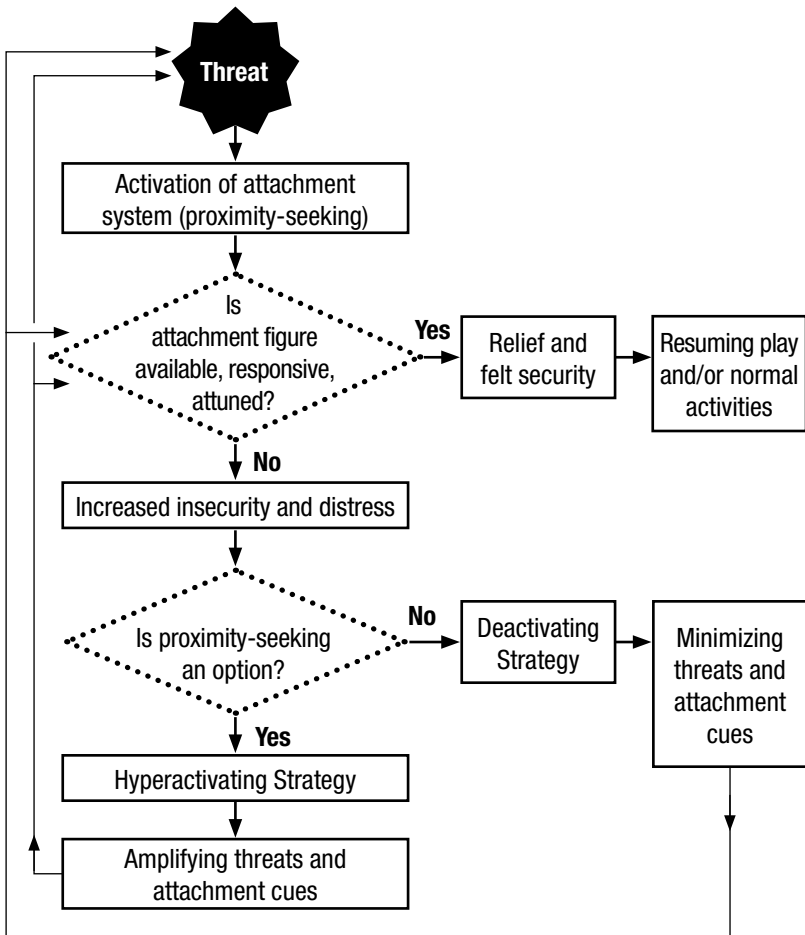 Threat
Activation of attachment
system (proximity-seeking)
Is
attachment figure
available, responsive,
attuned?
Yes
Relief and
felt security
Resuming play
and/or normal
activities
No
Increased insecurity and distress
Is proximity-seeking
an option?
No
Deactivating
Strategy
Minimizing
threats and
attachment
cues
Yes
Hyperactivating Strategy
Amplifying threats and
attachment cues